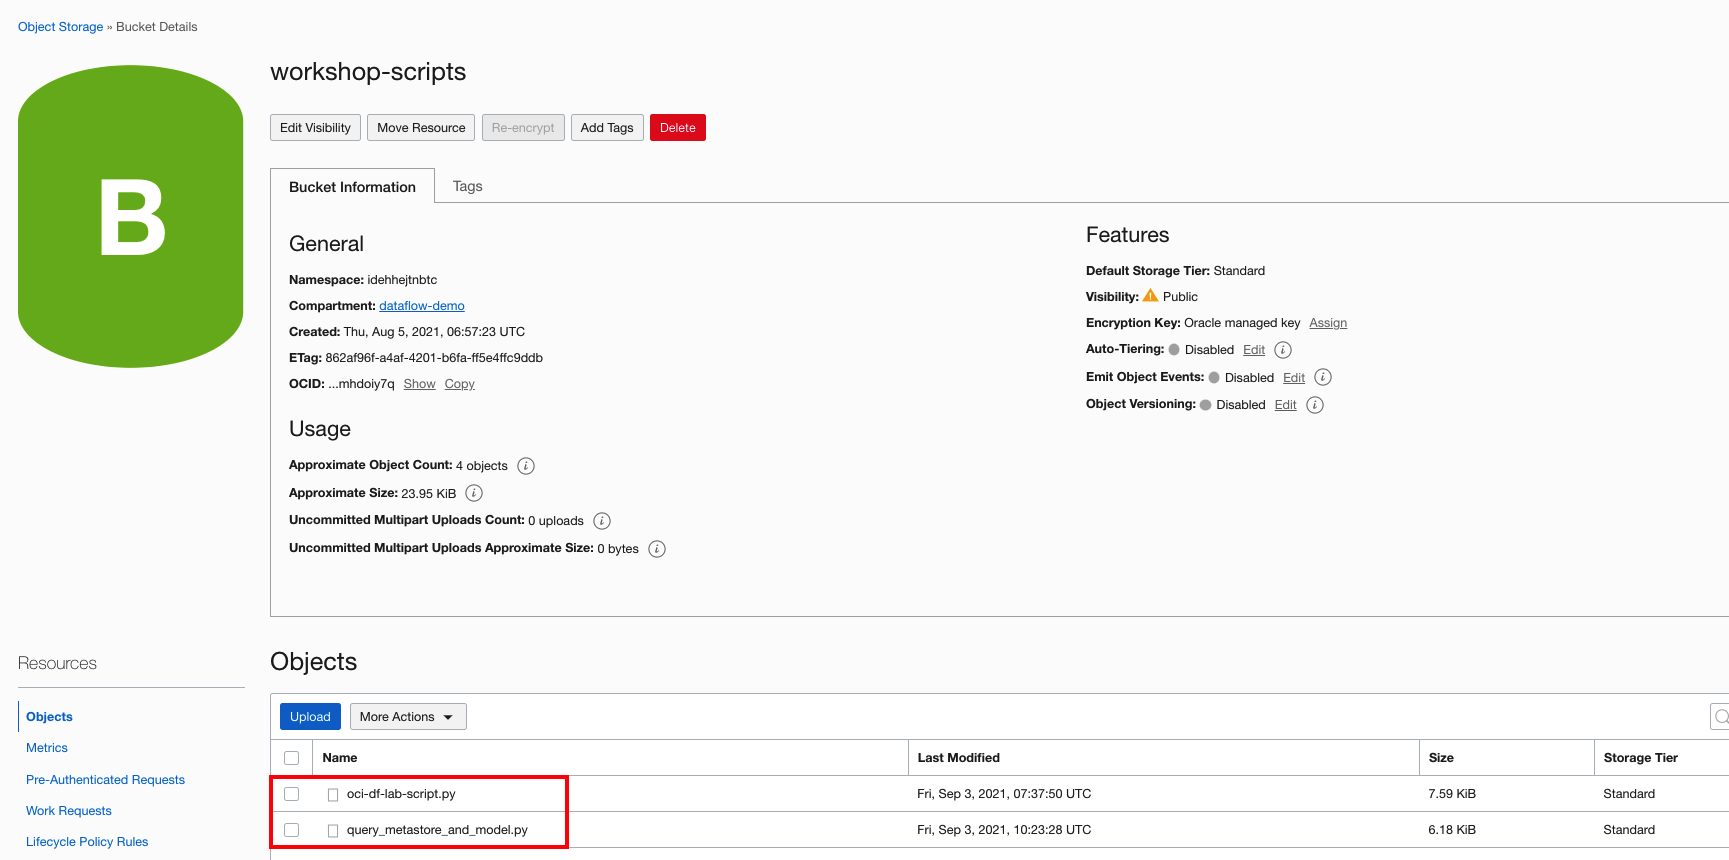 Object Storage » Bucket Details
B
workshop-scripts
Edit Visibility Move Resource Re-encrypt Add Tags Delete
Bucket Information Tags
General
Namespace: idehhejtnbtc
Compartment: dataflow-demo
Created: Thu, Aug 5, 2021, 06:57:23 UTC
ETag: 862af96f-a4af-4201-b6fa-ff5e4ffc9ddb
OCID: ...mhdoiy7q Show Copy
Usage
Approximate Object Count: 4 objects i
Approximate Size: 23.95 KiB i
Uncommitted Multipart Uploads Count: 0 uploads i
Uncommitted Multipart Uploads Approximate Size: 0 bytes i
Features
Default Storage Tier: Standard
Visibility: Public
Encryption Key: Oracle managed key Assign
Auto-Tiering: Disabled Edit i
Emit Object Events: Disabled Edit i
Object Versioning: Disabled Edit i
Resources
Objects
Metrics
Pre-Authenticated Requests
Work Requests
Lifecycle Policy Rules
Objects
Upload More Actions
Name Last Modified Size Storage Tier
oci-df-lab-script.py Fri, Sep 3, 2021, 07:37:50 UTC 7.59 KiB Standard
query_metastore_and_model.py Fri, Sep 3, 2021, 10:23:28 UTC 6.18 KiB Standard